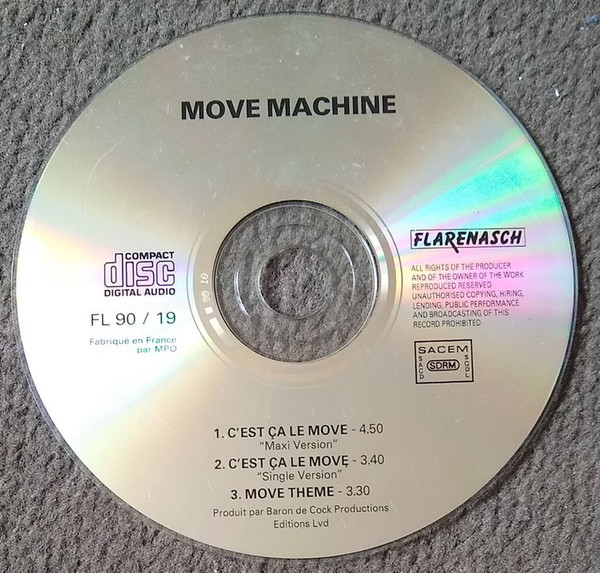 MOVE MACHINE
COMPACT
disc
DIGITAL AUDIO
FL 90 / 19
Fabriqué en France
par MPO
FLARENASCH
ALL RIGHTS OF THE PRODUCER
AND OF THE OWNER OF THE WORK
REPRODUCED RESERVED
UNAUTHORISED COPYING, HIRING,
LENDING, PUBLIC PERFORMANCE
AND BROADCASTING OF THIS
RECORD PROHIBITED
SACEM
SACD
SDRM
SCDL
1. C'EST ÇA LE MOVE - 4.50
"Maxi Version"
2. C'EST ÇA LE MOVE - 3.40
"Single Version"
3. MOVE THEME - 3.30
Produit par Baron de Cock Productions
Editions Lvd